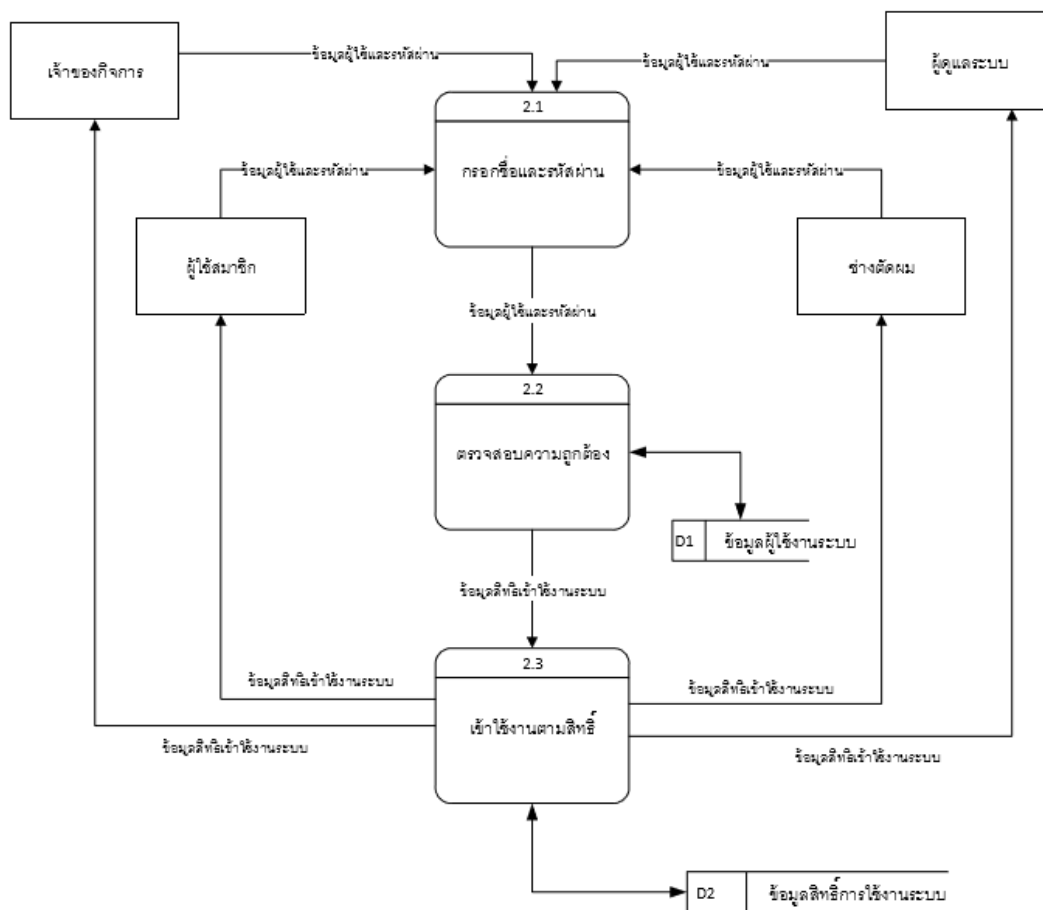 เจ้าของกิจการ
ข้อมูลผู้ใช้และรหัสผ่าน
ข้อมูลผู้ใช้และรหัสผ่าน
ผู้ดูแลระบบ
2.1
กรอกชื่อและรหัสผ่าน
ข้อมูลผู้ใช้และรหัสผ่าน
ข้อมูลผู้ใช้และรหัสผ่าน
ผู้ใช้สมาชิก
ช่างตัดผม
ข้อมูลผู้ใช้และรหัสผ่าน
2.2
ตรวจสอบความถูกต้อง
D1 ข้อมูลผู้ใช้งานระบบ
ข้อมูลสิทธิเข้าใช้งานระบบ
2.3
เข้าใช้งานตามสิทธิ์
ข้อมูลสิทธิเข้าใช้งานระบบ
ข้อมูลสิทธิเข้าใช้งานระบบ
ข้อมูลสิทธิเข้าใช้งานระบบ
ข้อมูลสิทธิเข้าใช้งานระบบ
D2 ข้อมูลสิทธิ์การใช้งานระบบ